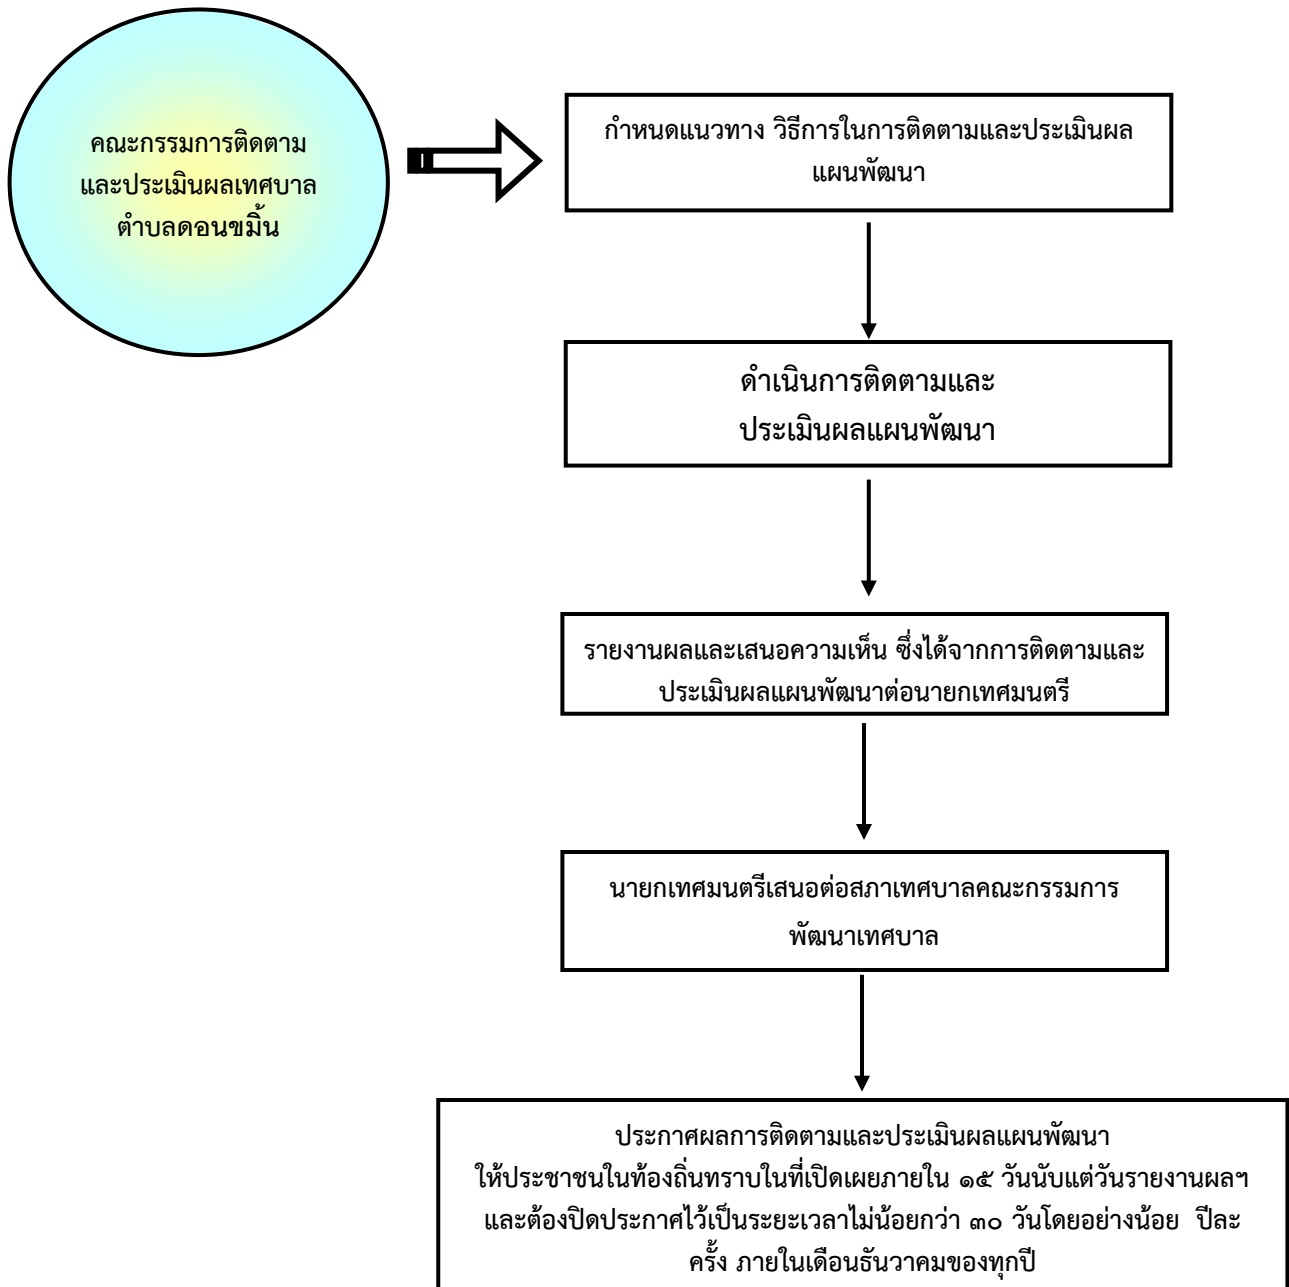 คณะกรรมการติดตาม
และประเมินผลเทศบาล
ตำบลดอนขมิ้น
กำหนดแนวทาง วิธีการในการติดตามและประเมินผล
แผนพัฒนา
ดำเนินการติดตามและ
ประเมินผลแผนพัฒนา
รายงานผลและเสนอความเห็น ซึ่งได้จากการติดตามและ
ประเมินผลแผนพัฒนาต่อนายกเทศมนตรี
นายกเทศมนตรีเสนอต่อสภาเทศบาลคณะกรรมการ
พัฒนาเทศบาล
ประกาศผลการติดตามและประเมินผลแผนพัฒนา
ให้ประชาชนในท้องถิ่นทราบในที่เปิดเผยภายใน ๑๕ วันนับแต่วันรายงานผลฯ
และต้องปิดประกาศไว้เป็นระยะเวลาไม่น้อยกว่า ๓๐ วันโดยอย่างน้อย ปีละ
ครั้ง ภายในเดือนธันวาคมของทุกปี